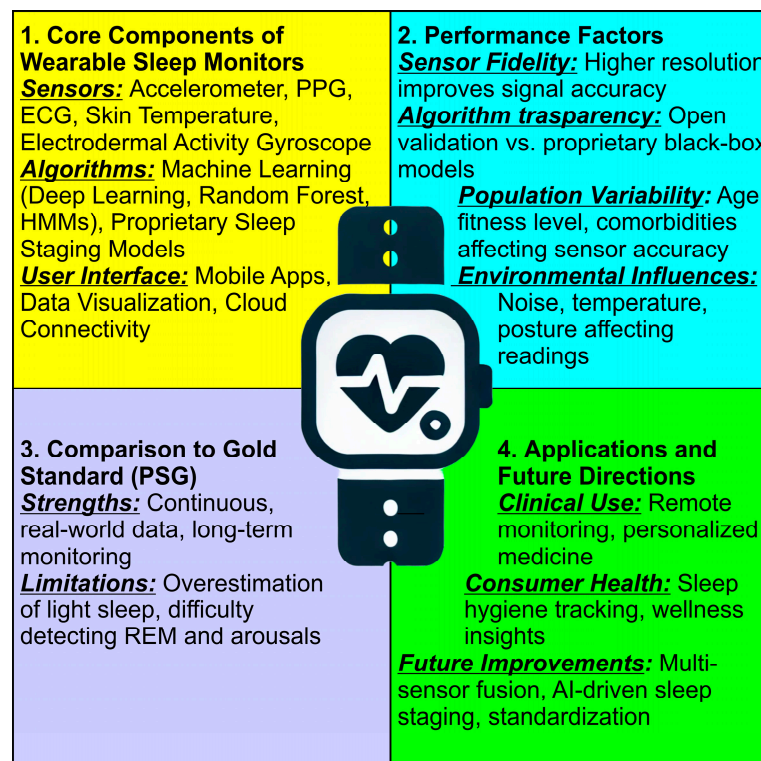 1. Core Components of
Wearable Sleep Monitors
Sensors: Accelerometer, PPG,
ECG, Skin Temperature,
Electrodermal Activity Gyroscope
Algorithms: Machine Learning
(Deep Learning, Random Forest,
HMMs), Proprietary Sleep
Staging Models
User Interface: Mobile Apps,
Data Visualization, Cloud
Connectivity
2. Performance Factors
Sensor Fidelity: Higher resolution
improves signal accuracy
Algorithm trasparency: Open
validation vs. proprietary black-box
models
Population Variability: Age
fitness level, comorbidities
affecting sensor accuracy
Environmental Influences:
Noise, temperature,
posture affecting
readings
3. Comparison to Gold
Standard (PSG)
Strengths: Continuous,
real-world data, long-term
monitoring
Limitations: Overestimation
of light sleep, difficulty
detecting REM and arousals
4. Applications and
Future Directions
Clinical Use: Remote
monitoring, personalized
medicine
Consumer Health: Sleep
hygiene tracking, wellness
insights
Future Improvements: Multi-
sensor fusion, AI-driven sleep
staging, standardization